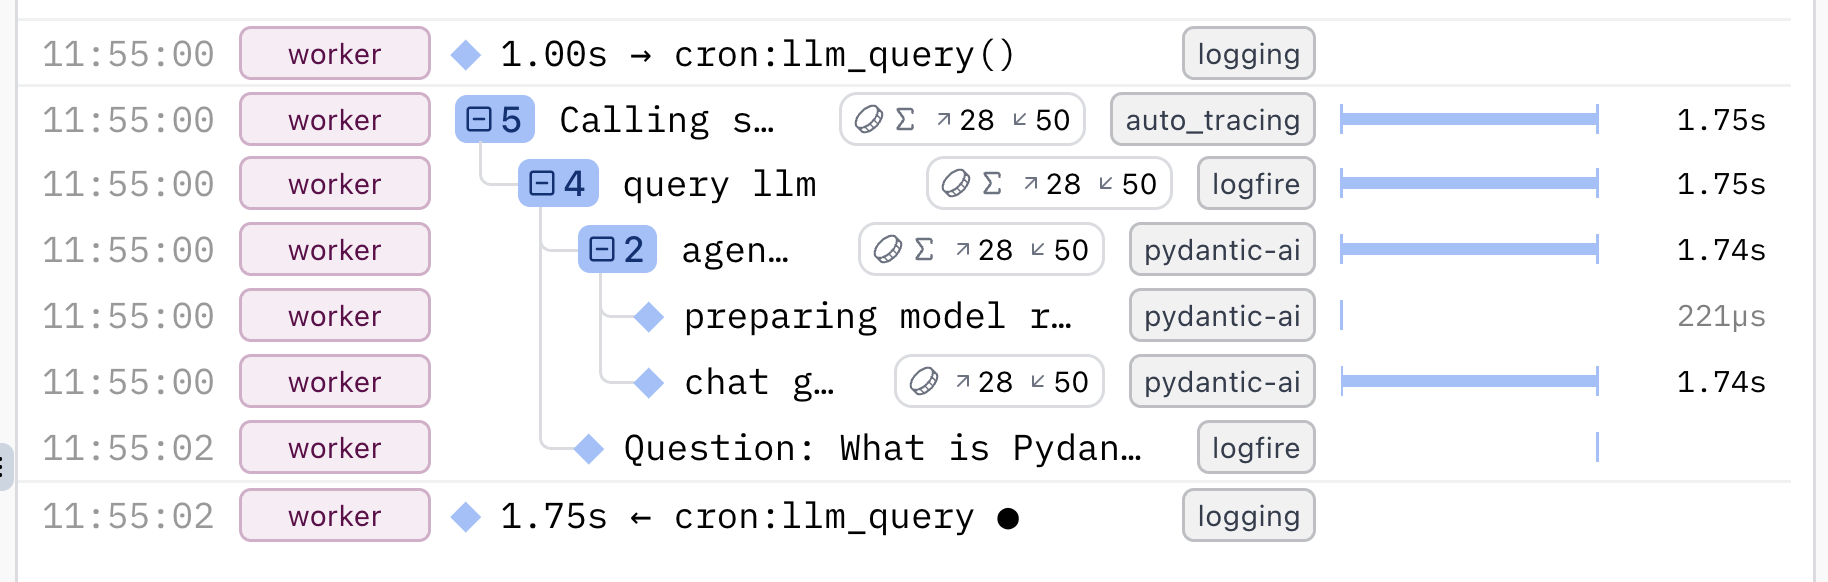 11:55:00 worker 1.00s → cron:llm_query() logging
11:55:00 worker 5 Calling s… Σ ↗28 ↙50 auto_tracing 1.75s
11:55:00 worker 4 query llm Σ ↗28 ↙50 logfire 1.75s
11:55:00 worker 2 agen… Σ ↗28 ↙50 pydantic-ai 1.74s
11:55:00 worker preparing model r… pydantic-ai 221µs
11:55:00 worker chat g… ↗28 ↙50 pydantic-ai 1.74s
11:55:02 worker Question: What is Pydan… logfire
11:55:02 worker 1.75s ← cron:llm_query ● logging